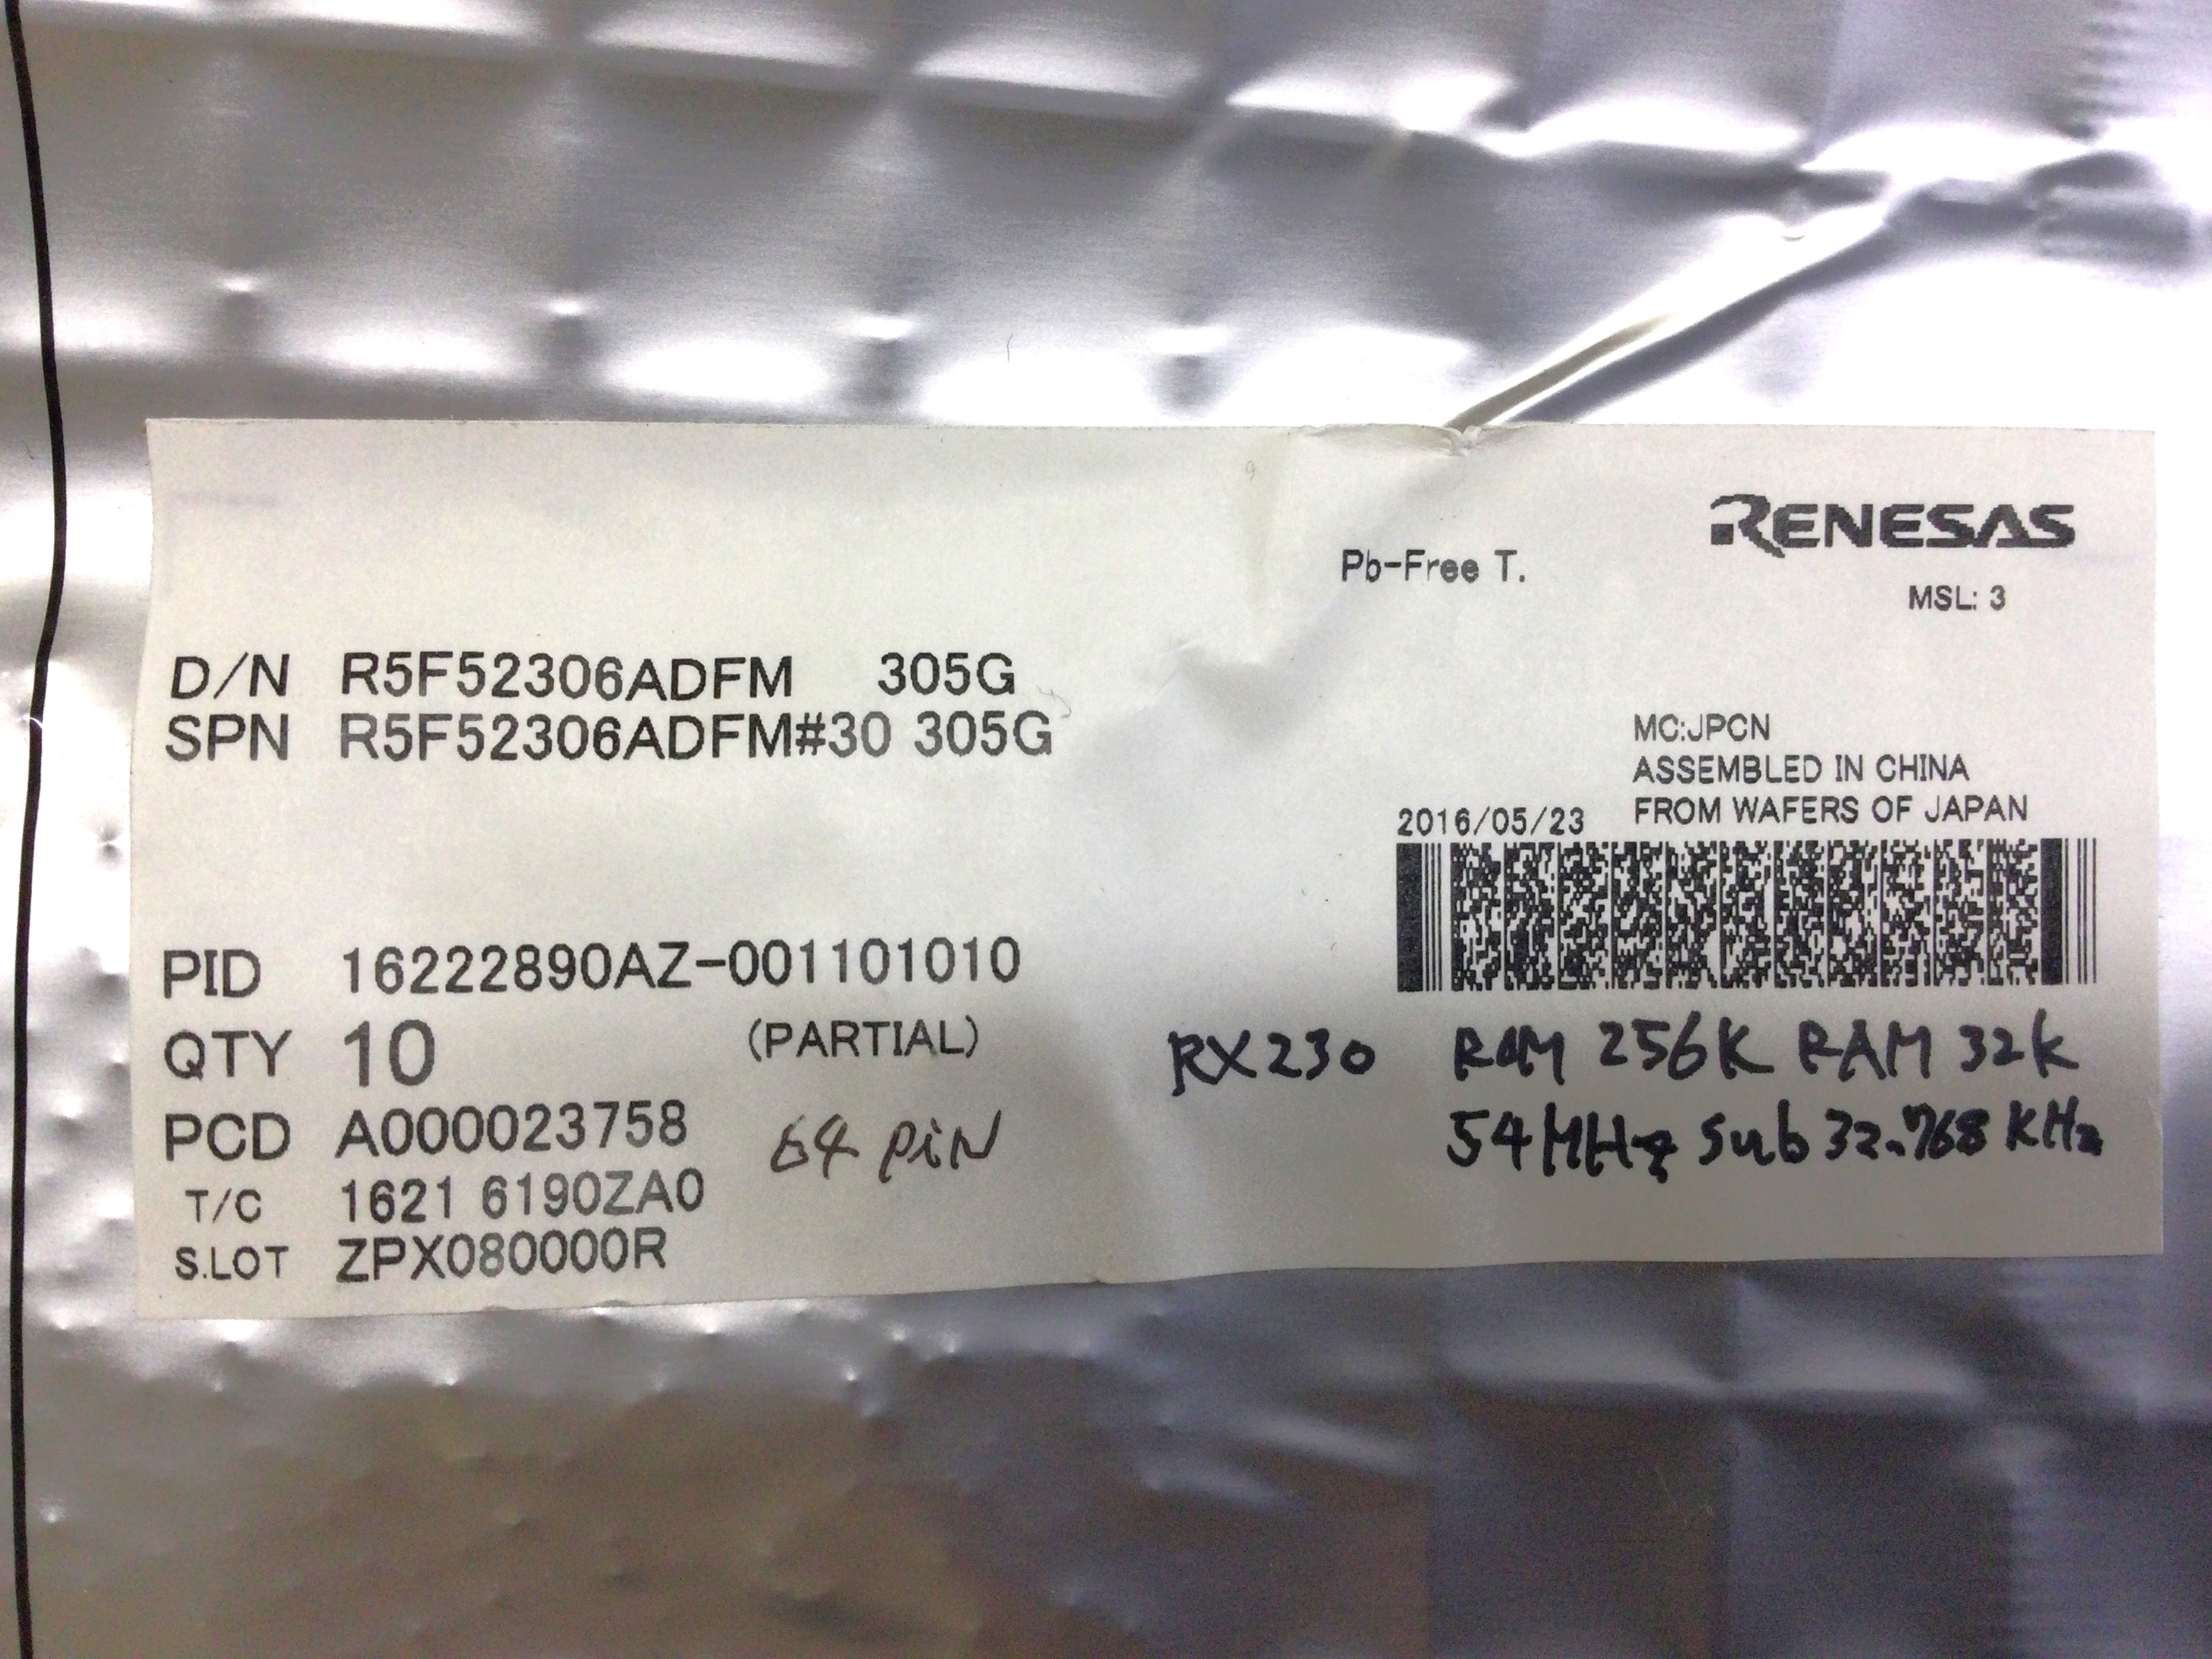 RENESAS
Pb-Free T.
MSL: 3
D/N R5F52306ADFM 305G
SPN R5F52306ADFM#30 305G
MC:JPCN
ASSEMBLED IN CHINA
FROM WAFERS OF JAPAN
2016/05/23
PID 16222890AZ-001101010
QTY 10 (PARTIAL)
RX230 ROM 256K RAM 32K
54MHz Sub 32.768 KHz
PCD A000023758
64 PiN
T/C 1621 6190ZA0
S.LOT ZPX080000R